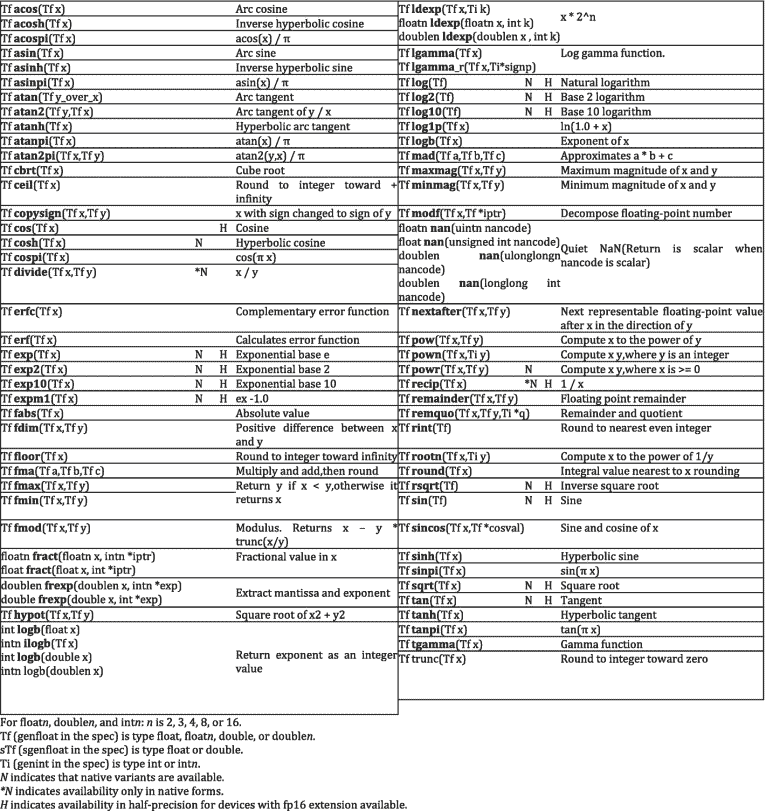 Tf acos(Tf x) Arc cosine
Tf acosh(Tf x) Inverse hyperbolic cosine
Tf acospi(Tf x) acos(x) / π
Tf asin(Tf x) Arc sine
Tf asinh(Tf x) Inverse hyperbolic sine
Tf asinpi(Tf x) asin(x) / π
Tf atan(Tf y_over_x) Arc tangent
Tf atan2(Tf y,Tf x) Arc tangent of y / x
Tf atanh(Tf x) Hyperbolic arc tangent
Tf atanpi(Tf x) atan(x) / π
Tf atan2pi(Tf x,Tf y) atan2(y,x) / π
Tf cbrt(Tf x) Cube root
Tf ceil(Tf x) Round to integer toward +
infinity
Tf copysign(Tf x,Tf y) x with sign changed to sign of y
Tf cos(Tf x) H Cosine
Tf cosh(Tf x) N Hyperbolic cosine
Tf cospi(Tf x) cos(π x)
Tf divide(Tf x,Tf y) *N x / y
Tf erfc(Tf x) Complementary error function
Tf erf(Tf x) Calculates error function
Tf exp(Tf x) N H Exponential base e
Tf exp2(Tf x) N H Exponential base 2
Tf exp10(Tf x) N H Exponential base 10
Tf expm1(Tf x) N H ex -1.0
Tf fabs(Tf x) Absolute value
Tf fdim(Tf x,Tf y) Positive difference between x
and y
Tf floor(Tf x) Round to integer toward infinity
Tf fma(Tf a,Tf b,Tf c) Multiply and add,then round
Tf fmax(Tf x,Tf y) Return y if x < y,otherwise it
Tf fmin(Tf x,Tf y) returns x
Tf fmod(Tf x,Tf y) Modulus. Returns x – y *
trunc(x/y)
floatn fract(floatn x, intn *iptr) Fractional value in x
float fract(float x, int *iptr)
doublen frexp(doublen x, intn *exp) Extract mantissa and exponent
double frexp(double x, int *exp)
Tf hypot(Tf x,Tf y) Square root of x2 + y2
int logb(float x)
intn ilogb(Tf x)
int logb(double x) Return exponent as an integer
intn logb(doublen x) value
Tf ldexp(Tf x,Ti k) x * 2^n
floatn ldexp(floatn x, int k)
doublen ldexp(doublen x , int k)
Tf lgamma(Tf x) Log gamma function.
Tf lgamma_r(Tf x,Ti*signp)
Tf log(Tf) N H Natural logarithm
Tf log2(Tf) N H Base 2 logarithm
Tf log10(Tf) N H Base 10 logarithm
Tf log1p(Tf x) ln(1.0 + x)
Tf logb(Tf x) Exponent of x
Tf mad(Tf a,Tf b,Tf c) Approximates a * b + c
Tf maxmag(Tf x,Tf y) Maximum magnitude of x and y
Tf minmag(Tf x,Tf y) Minimum magnitude of x and y
Tf modf(Tf x,Tf *iptr) Decompose floating-point number
floatn nan(uintn nancode)
float nan(unsigned int nancode) Quiet NaN(Return is scalar when
doublen nan(ulonglongn nancode is scalar)
nancode)
doublen nan(longlong int
nancode)
Tf nextafter(Tf x,Tf y) Next representable floating-point value
after x in the direction of y
Tf pow(Tf x,Tf y) Compute x to the power of y
Tf pown(Tf x,Ti y) Compute x y,where y is an integer
Tf powr(Tf x,Tf y) N Compute x y,where x is >= 0
Tf recip(Tf x) *N H 1 / x
Tf remainder(Tf x,Tf y) Floating point remainder
Tf remquo(Tf x,Tf y,Ti *q) Remainder and quotient
Tf rint(Tf) Round to nearest even integer
Tf rootn(Tf x,Ti y) Compute x to the power of 1/y
Tf round(Tf x) Integral value nearest to x rounding
Tf rsqrt(Tf) N H Inverse square root
Tf sin(Tf) N H Sine
Tf sincos(Tf x,Tf *cosval) Sine and cosine of x
Tf sinh(Tf x) Hyperbolic sine
Tf sinpi(Tf x) sin(π x)
Tf sqrt(Tf x) N H Square root
Tf tan(Tf x) N H Tangent
Tf tanh(Tf x) Hyperbolic tangent
Tf tanpi(Tf x) tan(π x)
Tf tgamma(Tf x) Gamma function
Tf trunc(Tf x) Round to integer toward zero
For floatn, doublen, and intn: n is 2, 3, 4, 8, or 16.
Tf (genfloat in the spec) is type float, floatn, double, or doublen.
sTf (sgenfloat in the spec) is type float or double.
Ti (genint in the spec) is type int or intn.
N indicates that native variants are available.
*N indicates availability only in native forms.
H indicates availability in half-precision for devices with fp16 extension available.